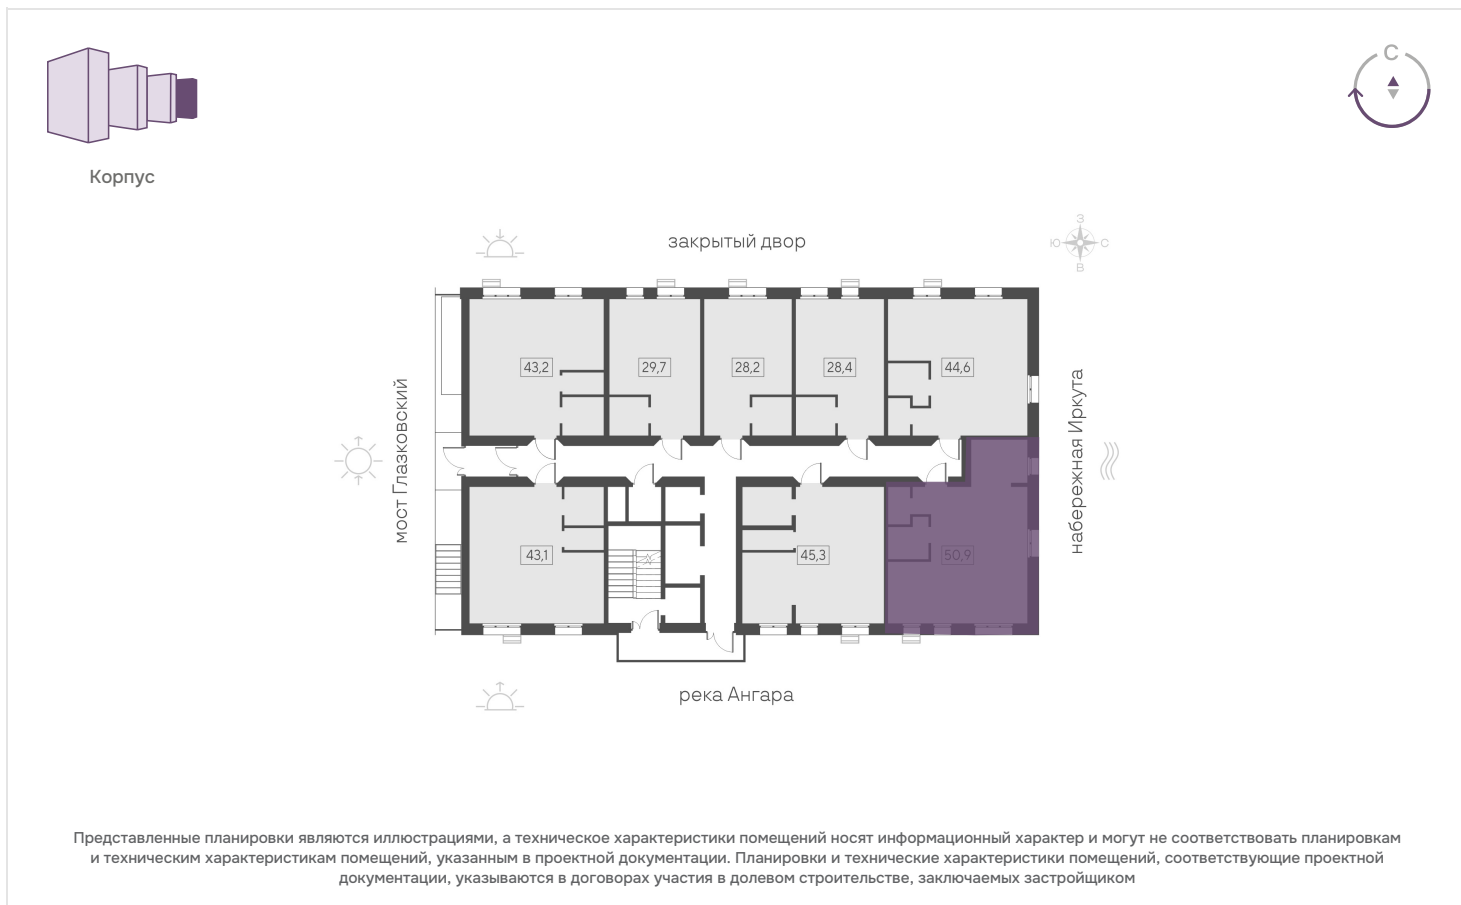 С
Корпус
закрытый двор
З
Ю
С
В
43,2
29,7
28,2
28,4
44,6
мост Глазковский
набережная Иркута
43,1
45,3
50,9
река Ангара
Представленные планировки являются иллюстрациями, а техническое характеристики помещений носят информационный характер и могут не соответствовать планировкам
и техническим характеристикам помещений, указанным в проектной документации. Планировки и технические характеристики помещений, соответствующие проектной
документации, указываются в договорах участия в долевом строительстве, заключаемых застройщиком